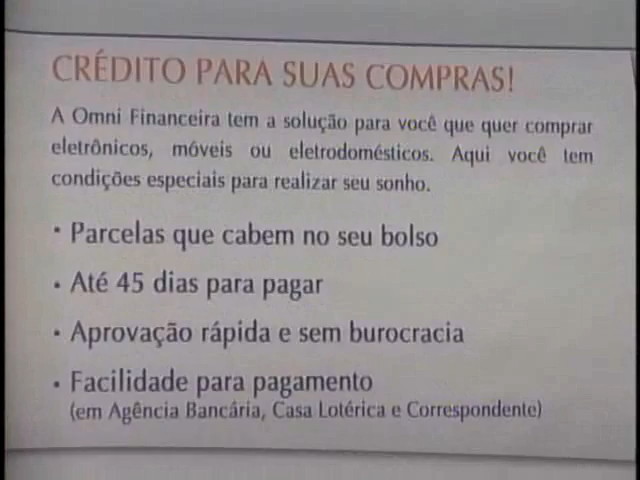 CRÉDITO PARA SUAS COMPRAS!
A Omni Financeira tem a solução para você que quer comprar
eletrônicos, móveis ou eletrodomésticos. Aqui você tem
condições especiais para realizar seu sonho.
• Parcelas que cabem no seu bolso
• Até 45 dias para pagar
• Aprovação rápida e sem burocracia
• Facilidade para pagamento
(em Agência Bancária, Casa Lotérica e Correspondente)